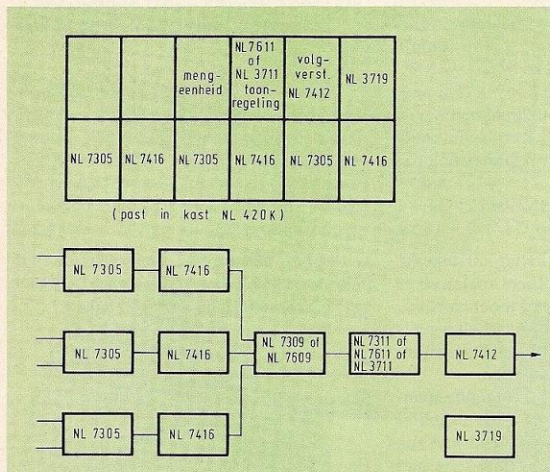 meng-
eenheid
NL 7611
of
NL 3711
toon-
regeling
volg-
verst.
NL 7412
NL 3719
NL 7305
NL 7416
NL 7305
NL 7416
NL 7305
NL 7416
(past in kast NL 420K)
NL 7305
NL 7416
NL 7305
NL 7416
NL 7309 of
NL 7609
NL 7311 of
NL 7611 of
NL 3711
NL 7412
NL 7305
NL 7416
NL 3719